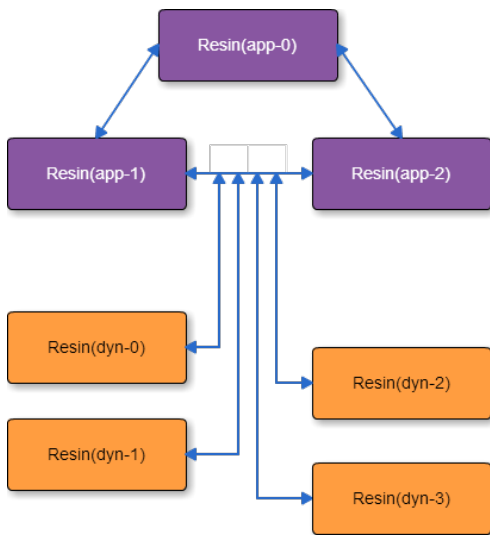 Resin(app-0)
Resin(app-1)
Resin(app-2)
Resin(dyn-0)
Resin(dyn-2)
Resin(dyn-1)
Resin(dyn-3)